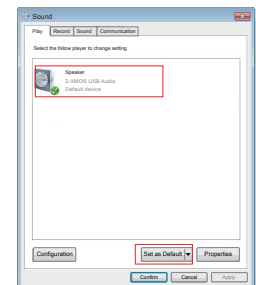 Sound
Play Record Sound Communication
Select the follow player to change setting
Speaker
2-XMOS USB Audio
Default device
Configuration Set as Default Properties
Confirm Cancel Apply